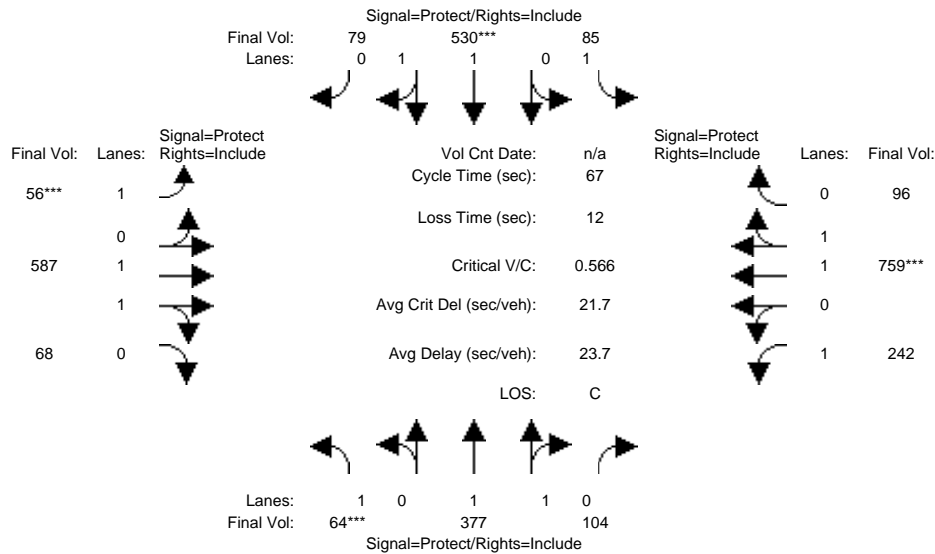 Signal=Protect/Rights=Include
Final Vol: 79 530*** 85
Lanes: 0 1 1 0 1
Signal=Protect Signal=Protect
Final Vol: Lanes: Rights=Include Vol Cnt Date: n/a Rights=Include Lanes: Final Vol:
Cycle Time (sec): 67
56*** 1 0 96
Loss Time (sec): 12
0 1
587 1 Critical V/C: 0.566 1 759***
1 Avg Crit Del (sec/veh): 21.7 0
68 0 Avg Delay (sec/veh): 23.7 1 242
LOS: C
Lanes: 1 0 1 1 0
Final Vol: 64*** 377 104
Signal=Protect/Rights=Include